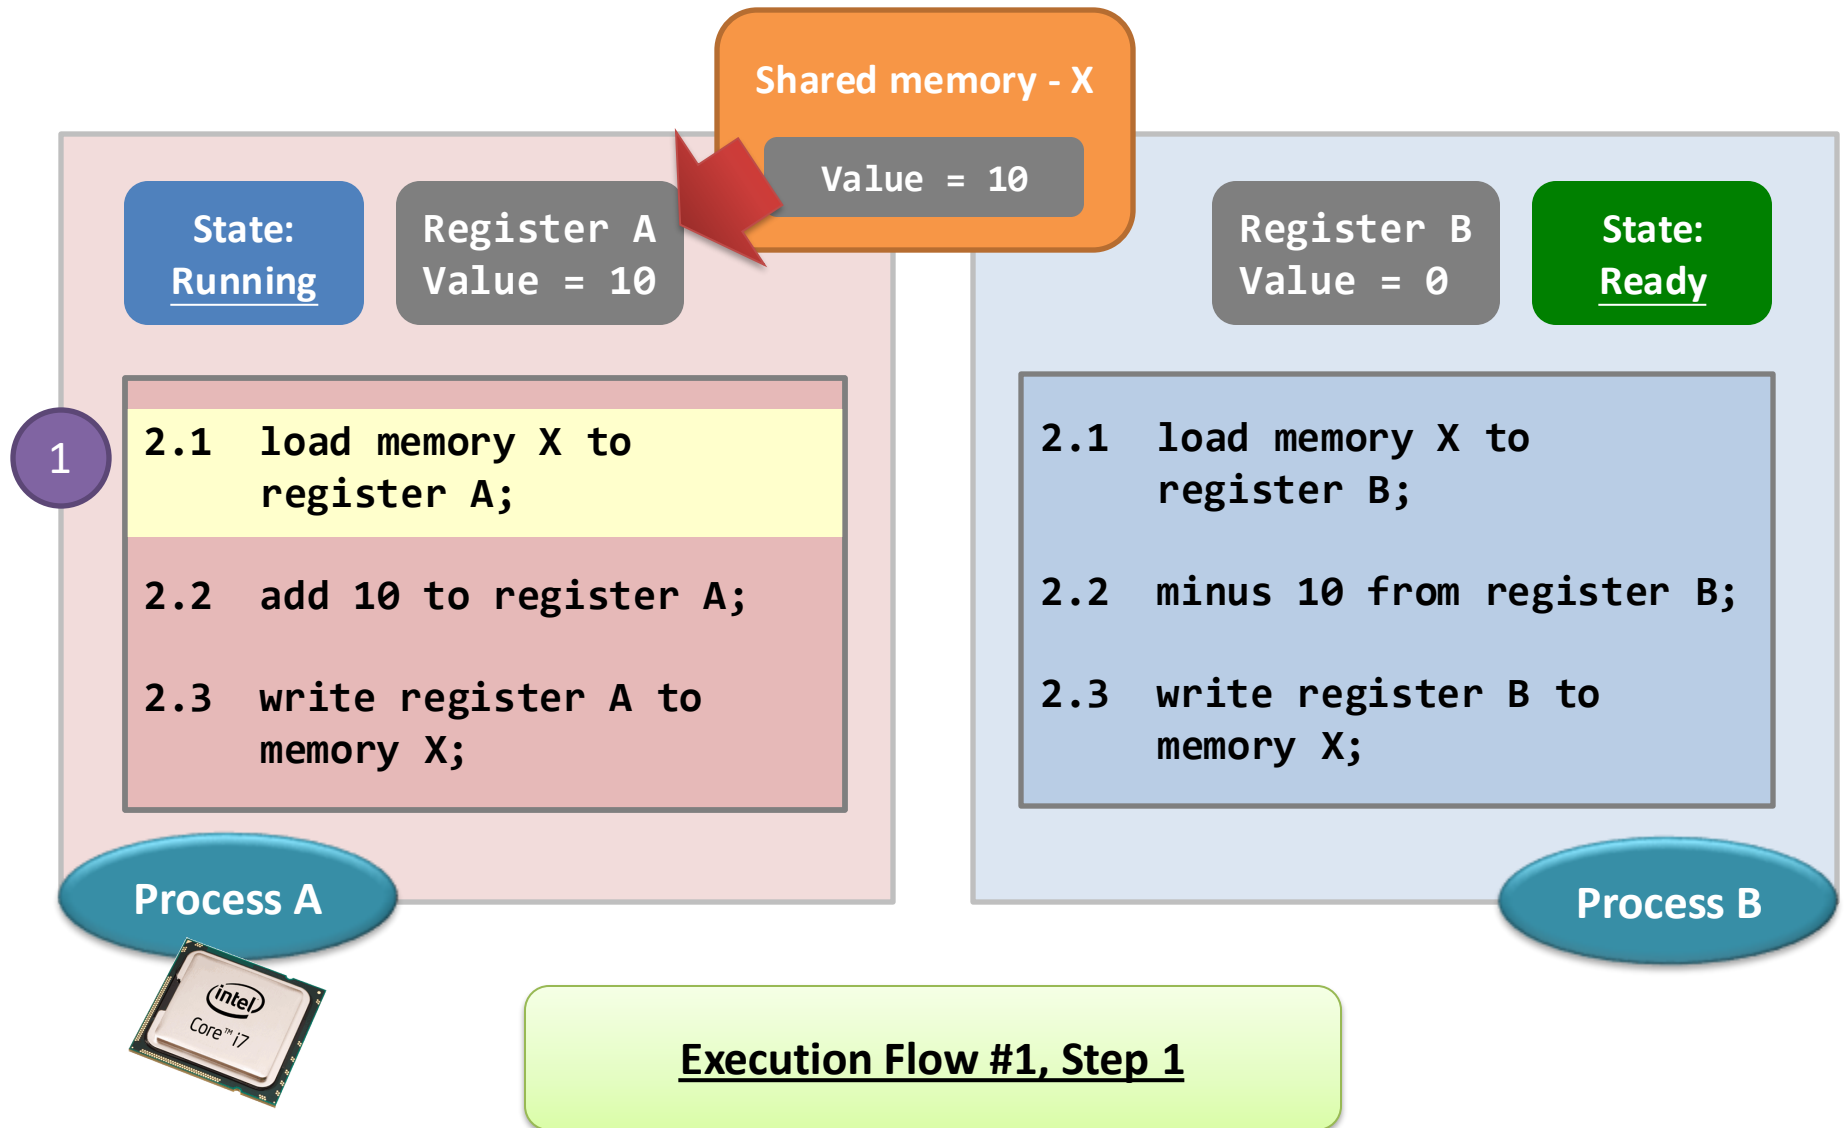 Shared memory - X
Value = 10
State:
Running
Register A
Value = 10
Register B
Value = 0
State:
Ready
1
2.1 load memory X to
register A;
2.2 add 10 to register A;
2.3 write register A to
memory X;
2.1 load memory X to
register B;
2.2 minus 10 from register B;
2.3 write register B to
memory X;
Process A
Process B
intel
Core™ i7
Execution Flow #1, Step 1